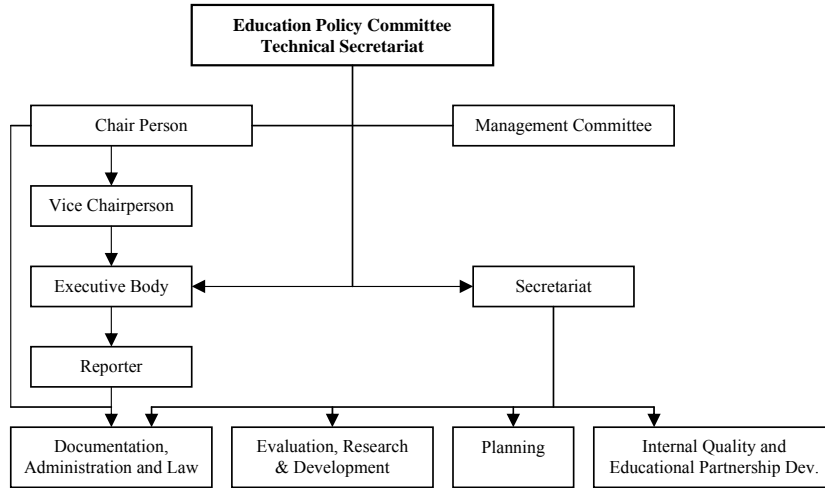 Education Policy Committee
Technical Secretariat
Chair Person
Management Committee
Vice Chairperson
Executive Body
Secretariat
Reporter
Documentation,
Administration and Law
Evaluation, Research
& Development
Planning
Internal Quality and
Educational Partnership Dev.